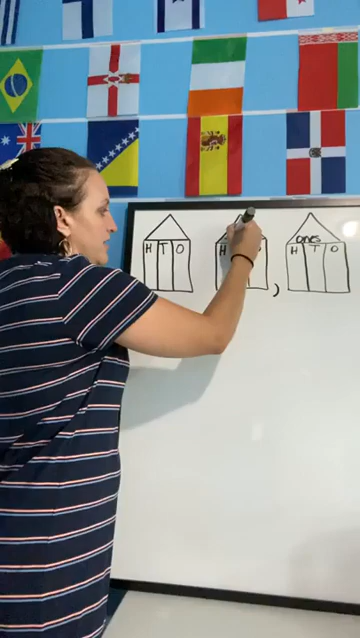 ones
H T O
H
,
H T O